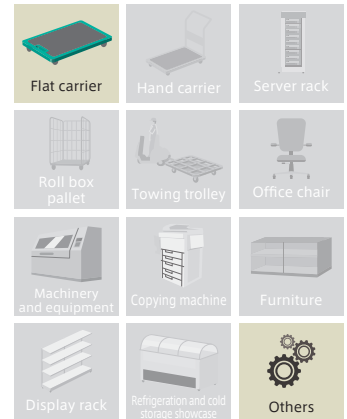 Flat carrier
Hand carrier
Server rack
Roll box
pallet
Towing trolley
Office chair
Machinery
and equipment
Copying machine
Furniture
Display rack
Refrigeration and cold
storage showcase
Others